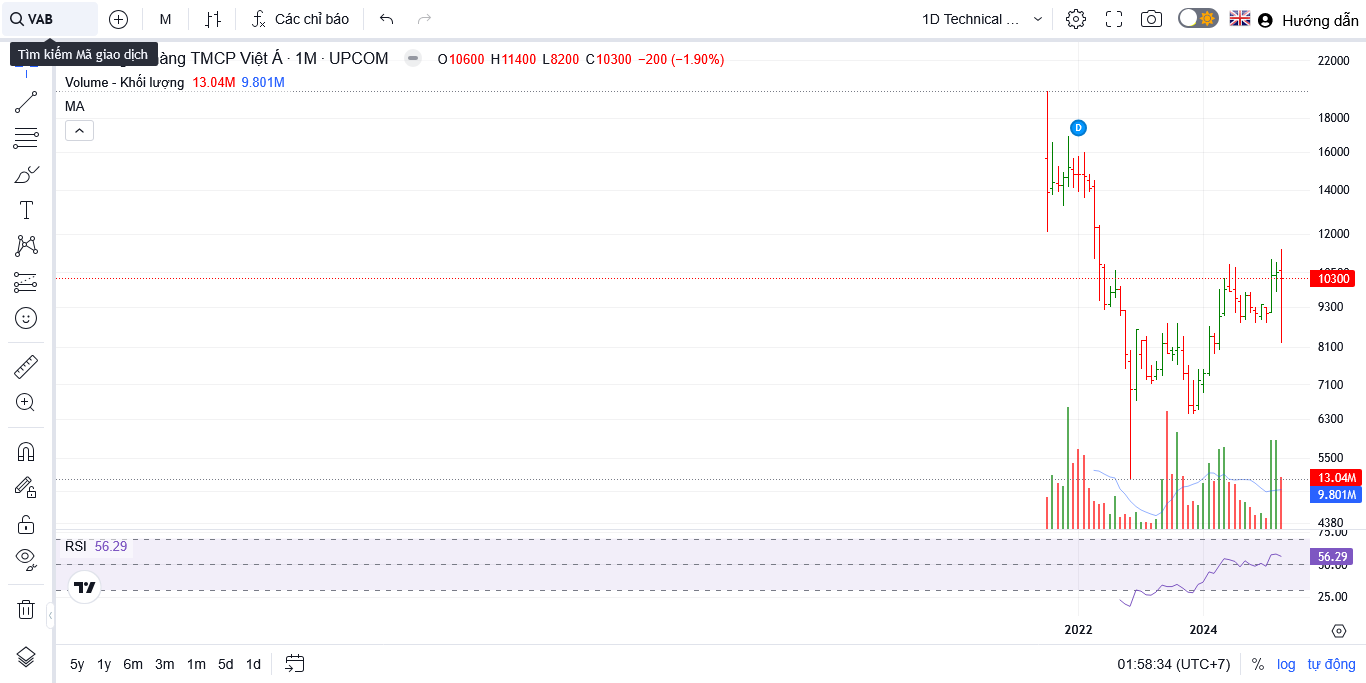 VAB
M
Các chỉ báo
1D Technical ...
Hướng dẫn
Tìm kiếm Mã giao dịch
àng TMCP Việt Á · 1M · UPCOM
O10600 H11400 L8200 C10300 −200 (−1.90%)
Volume - Khối lượng 13.04M 9.801M
MA
D
22000
18000
16000
14000
12000
10300
9300
8100
7100
6300
5500
13.04M
9.801M
4380
75.00
RSI 56.29
56.29
50.00
25.00
2022
2024
5y 1y 6m 3m 1m 5d 1d
01:58:34 (UTC+7)
% log tự động